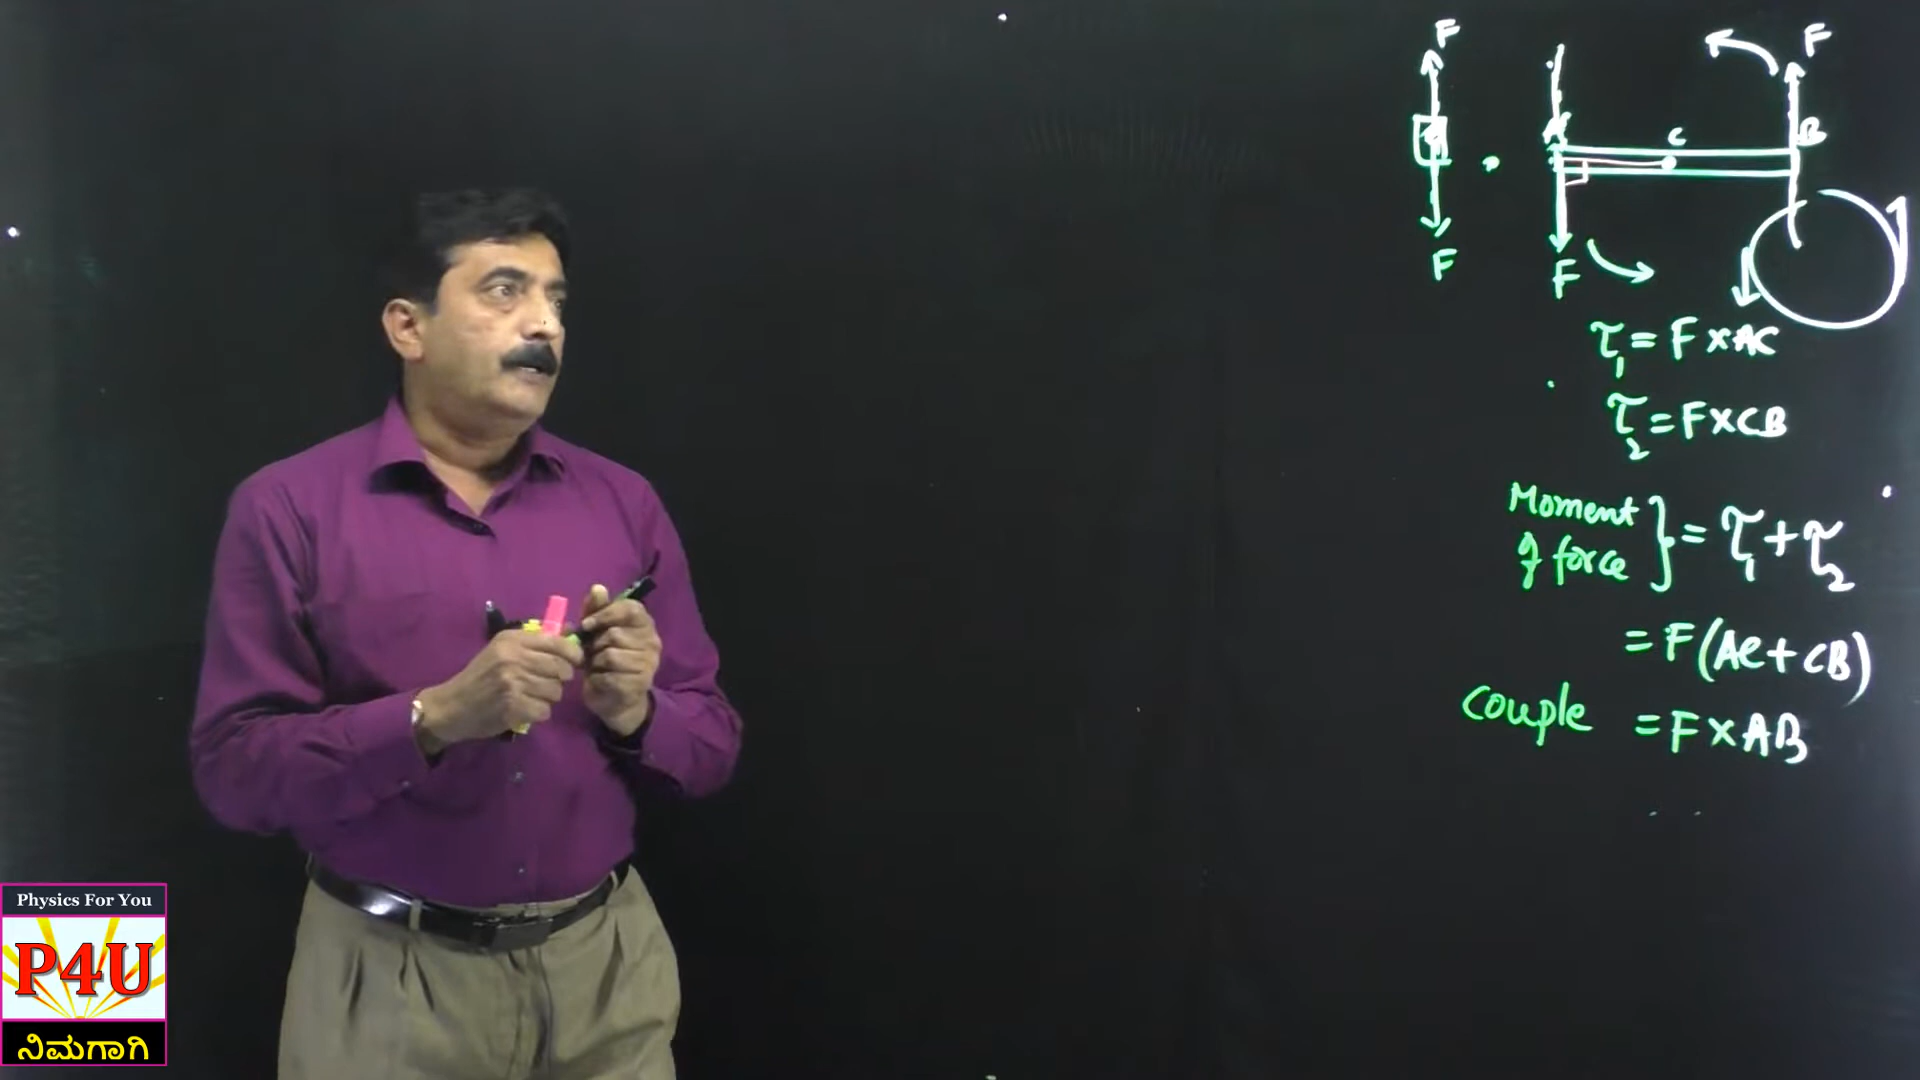 F F
A C B
F F
τ₁ = F × AC
τ₂ = F × CB
Moment of force } = τ₁ + τ₂
= F (AC + CB)
couple = F × AB
Physics For You
P4U
ನಿಮಗಾಗಿ